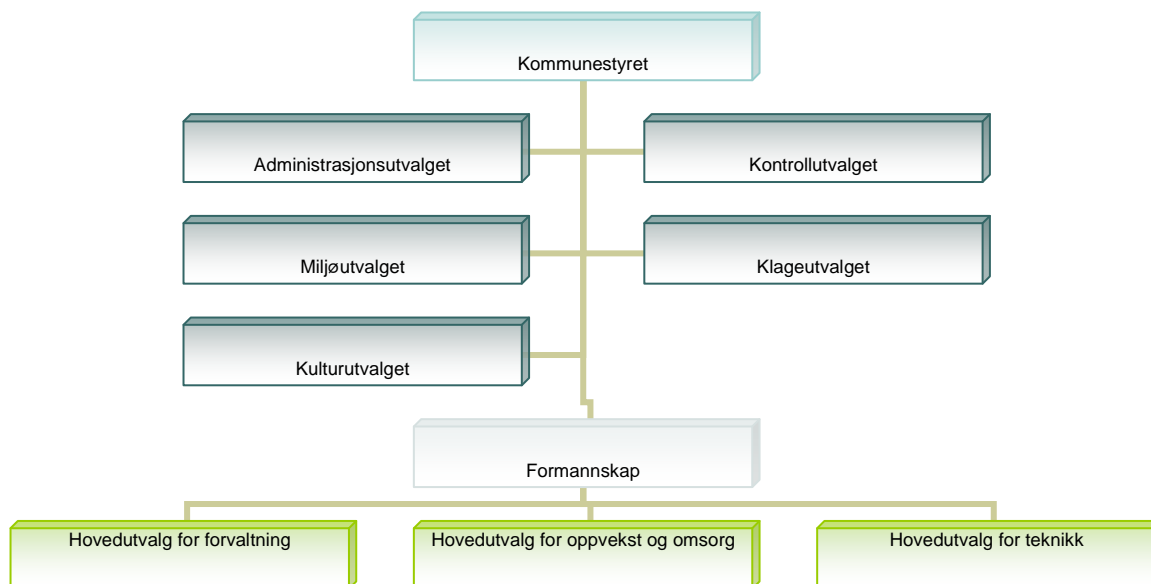 Kommunestyret
Administrasjonsutvalget
Kontrollutvalget
Miljøutvalget
Klageutvalget
Kulturutvalget
Formannskap
Hovedutvalg for forvaltning
Hovedutvalg for oppvekst og omsorg
Hovedutvalg for teknikk